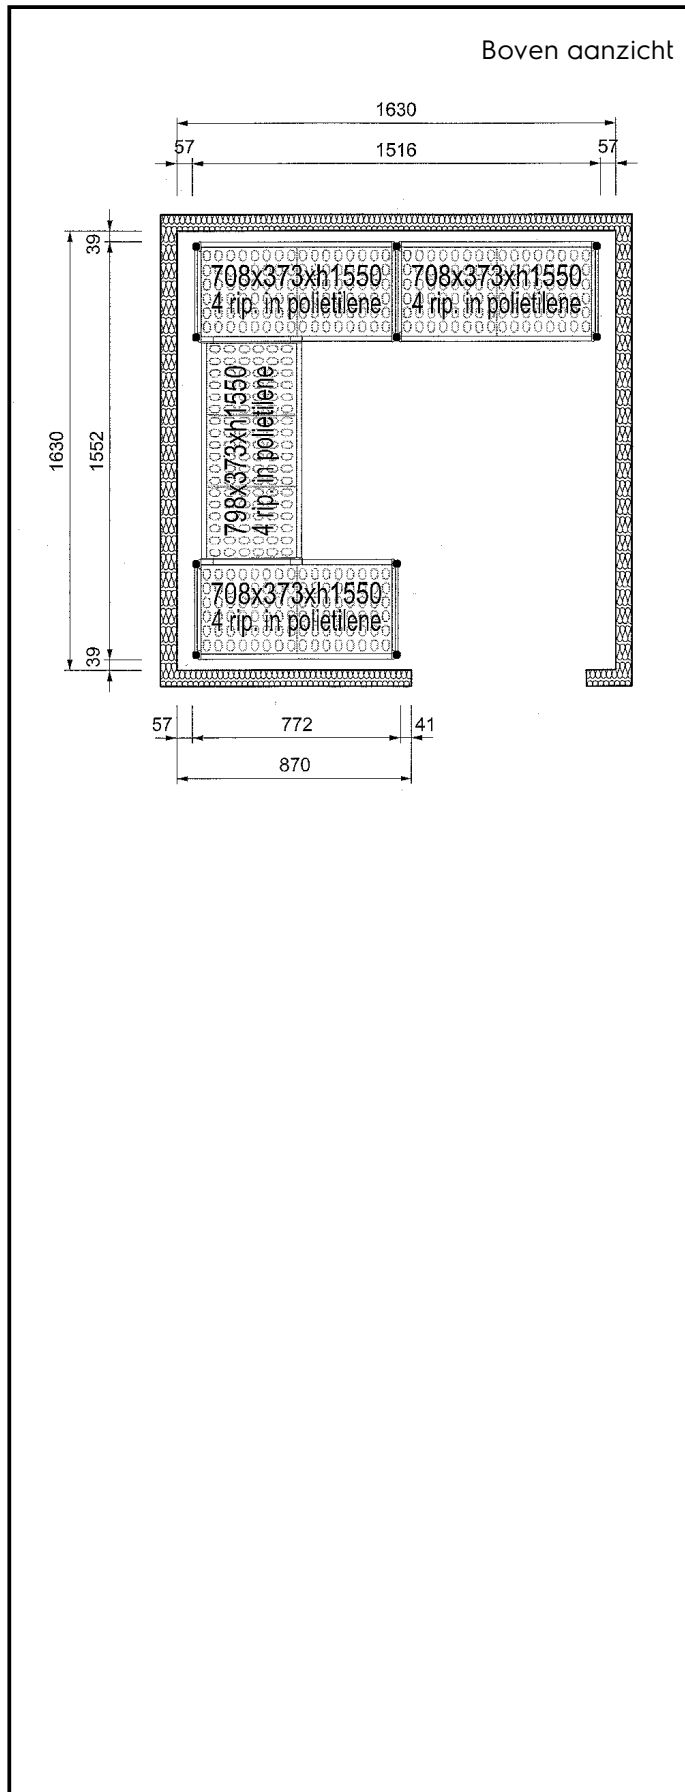 Boven aanzicht
1630
57 1516 57
39
708x373xh1550 708x373xh1550
4 rip. in polietilene 4 rip. in polietilene
1630
1552
798x373xh1550
4 rip. in polietilene
708x373xh1550
4 rip. in polietilene
39
57 772 41
870